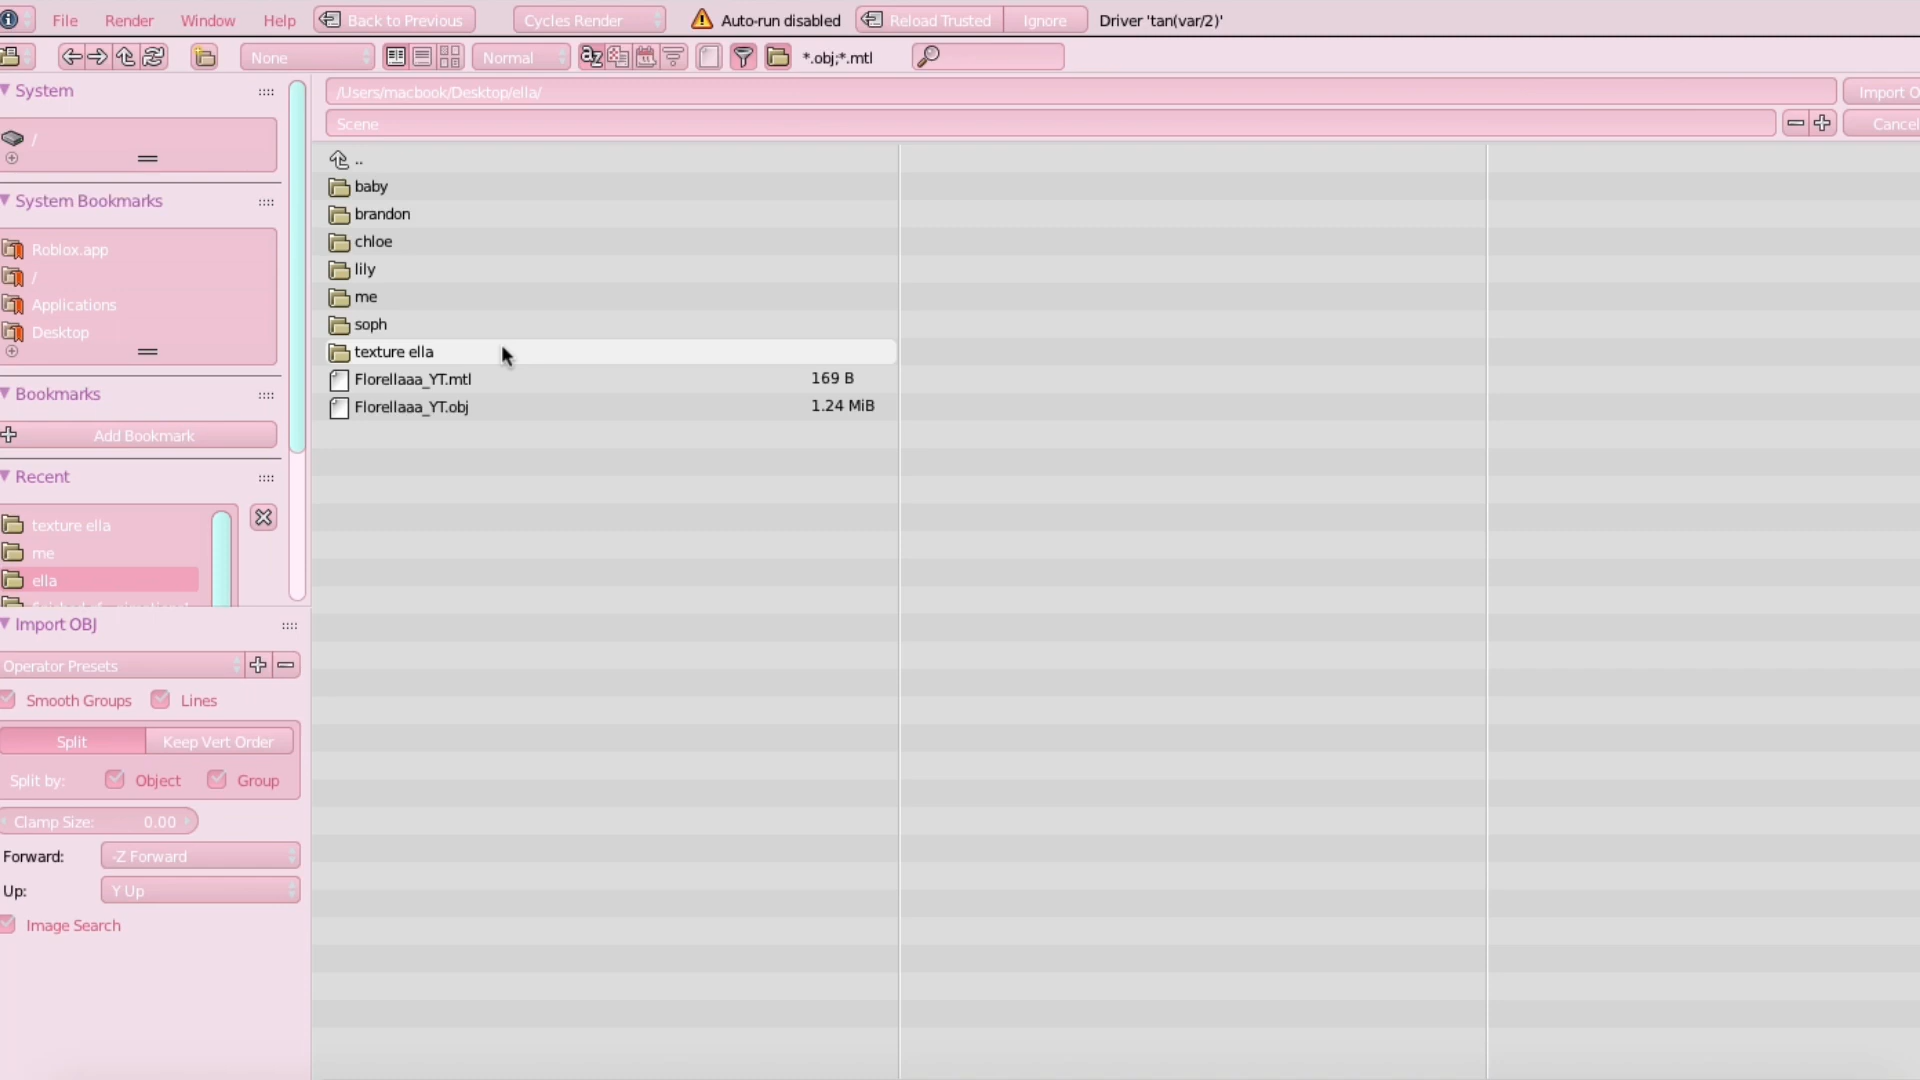 File Render Window Help Back to Previous Cycles Render Auto-run disabled Reload Trusted Ignore Driver 'tan(var/2)'
None Normal *.obj;*.mtl
System
/
System Bookmarks
Roblox.app
/
Applications
Desktop
Bookmarks
Add Bookmark
Recent
texture ella
me
ella
Import OBJ
Operator Presets
Smooth Groups Lines
Split Keep Vert Order
Split by: Object Group
Clamp Size: 0.00
Forward: -Z Forward
Up: Y Up
Image Search
/Users/macbook/Desktop/ella/ Import O
Scene Cancel
..
baby
brandon
chloe
lily
me
soph
texture ella
Florellaaa_YT.mtl 169 B
Florellaaa_YT.obj 1.24 MiB